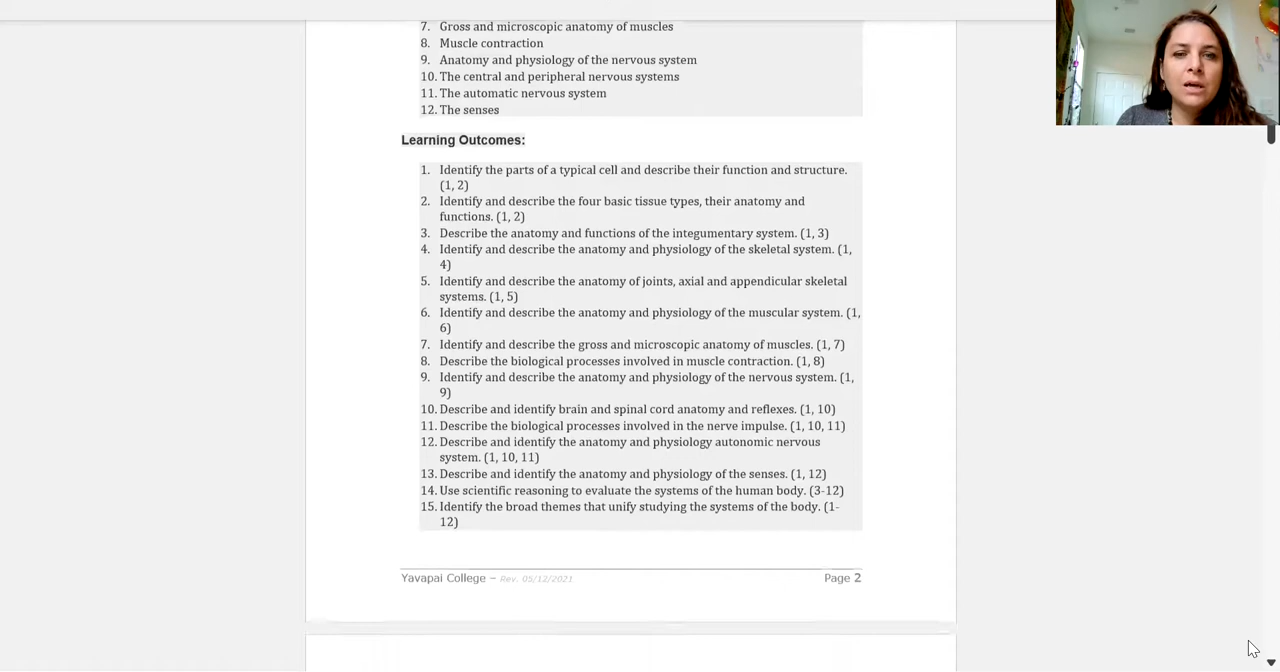 7. Gross and microscopic anatomy of muscles
8. Muscle contraction
9. Anatomy and physiology of the nervous system
10. The central and peripheral nervous systems
11. The automatic nervous system
12. The senses
Learning Outcomes:
1. Identify the parts of a typical cell and describe their function and structure.
(1, 2)
2. Identify and describe the four basic tissue types, their anatomy and
functions. (1, 2)
3. Describe the anatomy and functions of the integumentary system. (1, 3)
4. Identify and describe the anatomy and physiology of the skeletal system. (1,
4)
5. Identify and describe the anatomy of joints, axial and appendicular skeletal
systems. (1, 5)
6. Identify and describe the anatomy and physiology of the muscular system. (1,
6)
7. Identify and describe the gross and microscopic anatomy of muscles. (1, 7)
8. Describe the biological processes involved in muscle contraction. (1, 8)
9. Identify and describe the anatomy and physiology of the nervous system. (1,
9)
10. Describe and identify brain and spinal cord anatomy and reflexes. (1, 10)
11. Describe the biological processes involved in the nerve impulse. (1, 10, 11)
12. Describe and identify the anatomy and physiology autonomic nervous
system. (1, 10, 11)
13. Describe and identify the anatomy and physiology of the senses. (1, 12)
14. Use scientific reasoning to evaluate the systems of the human body. (3-12)
15. Identify the broad themes that unify studying the systems of the body. (1-
12)
Yavapai College – Rev. 05/12/2021 Page 2